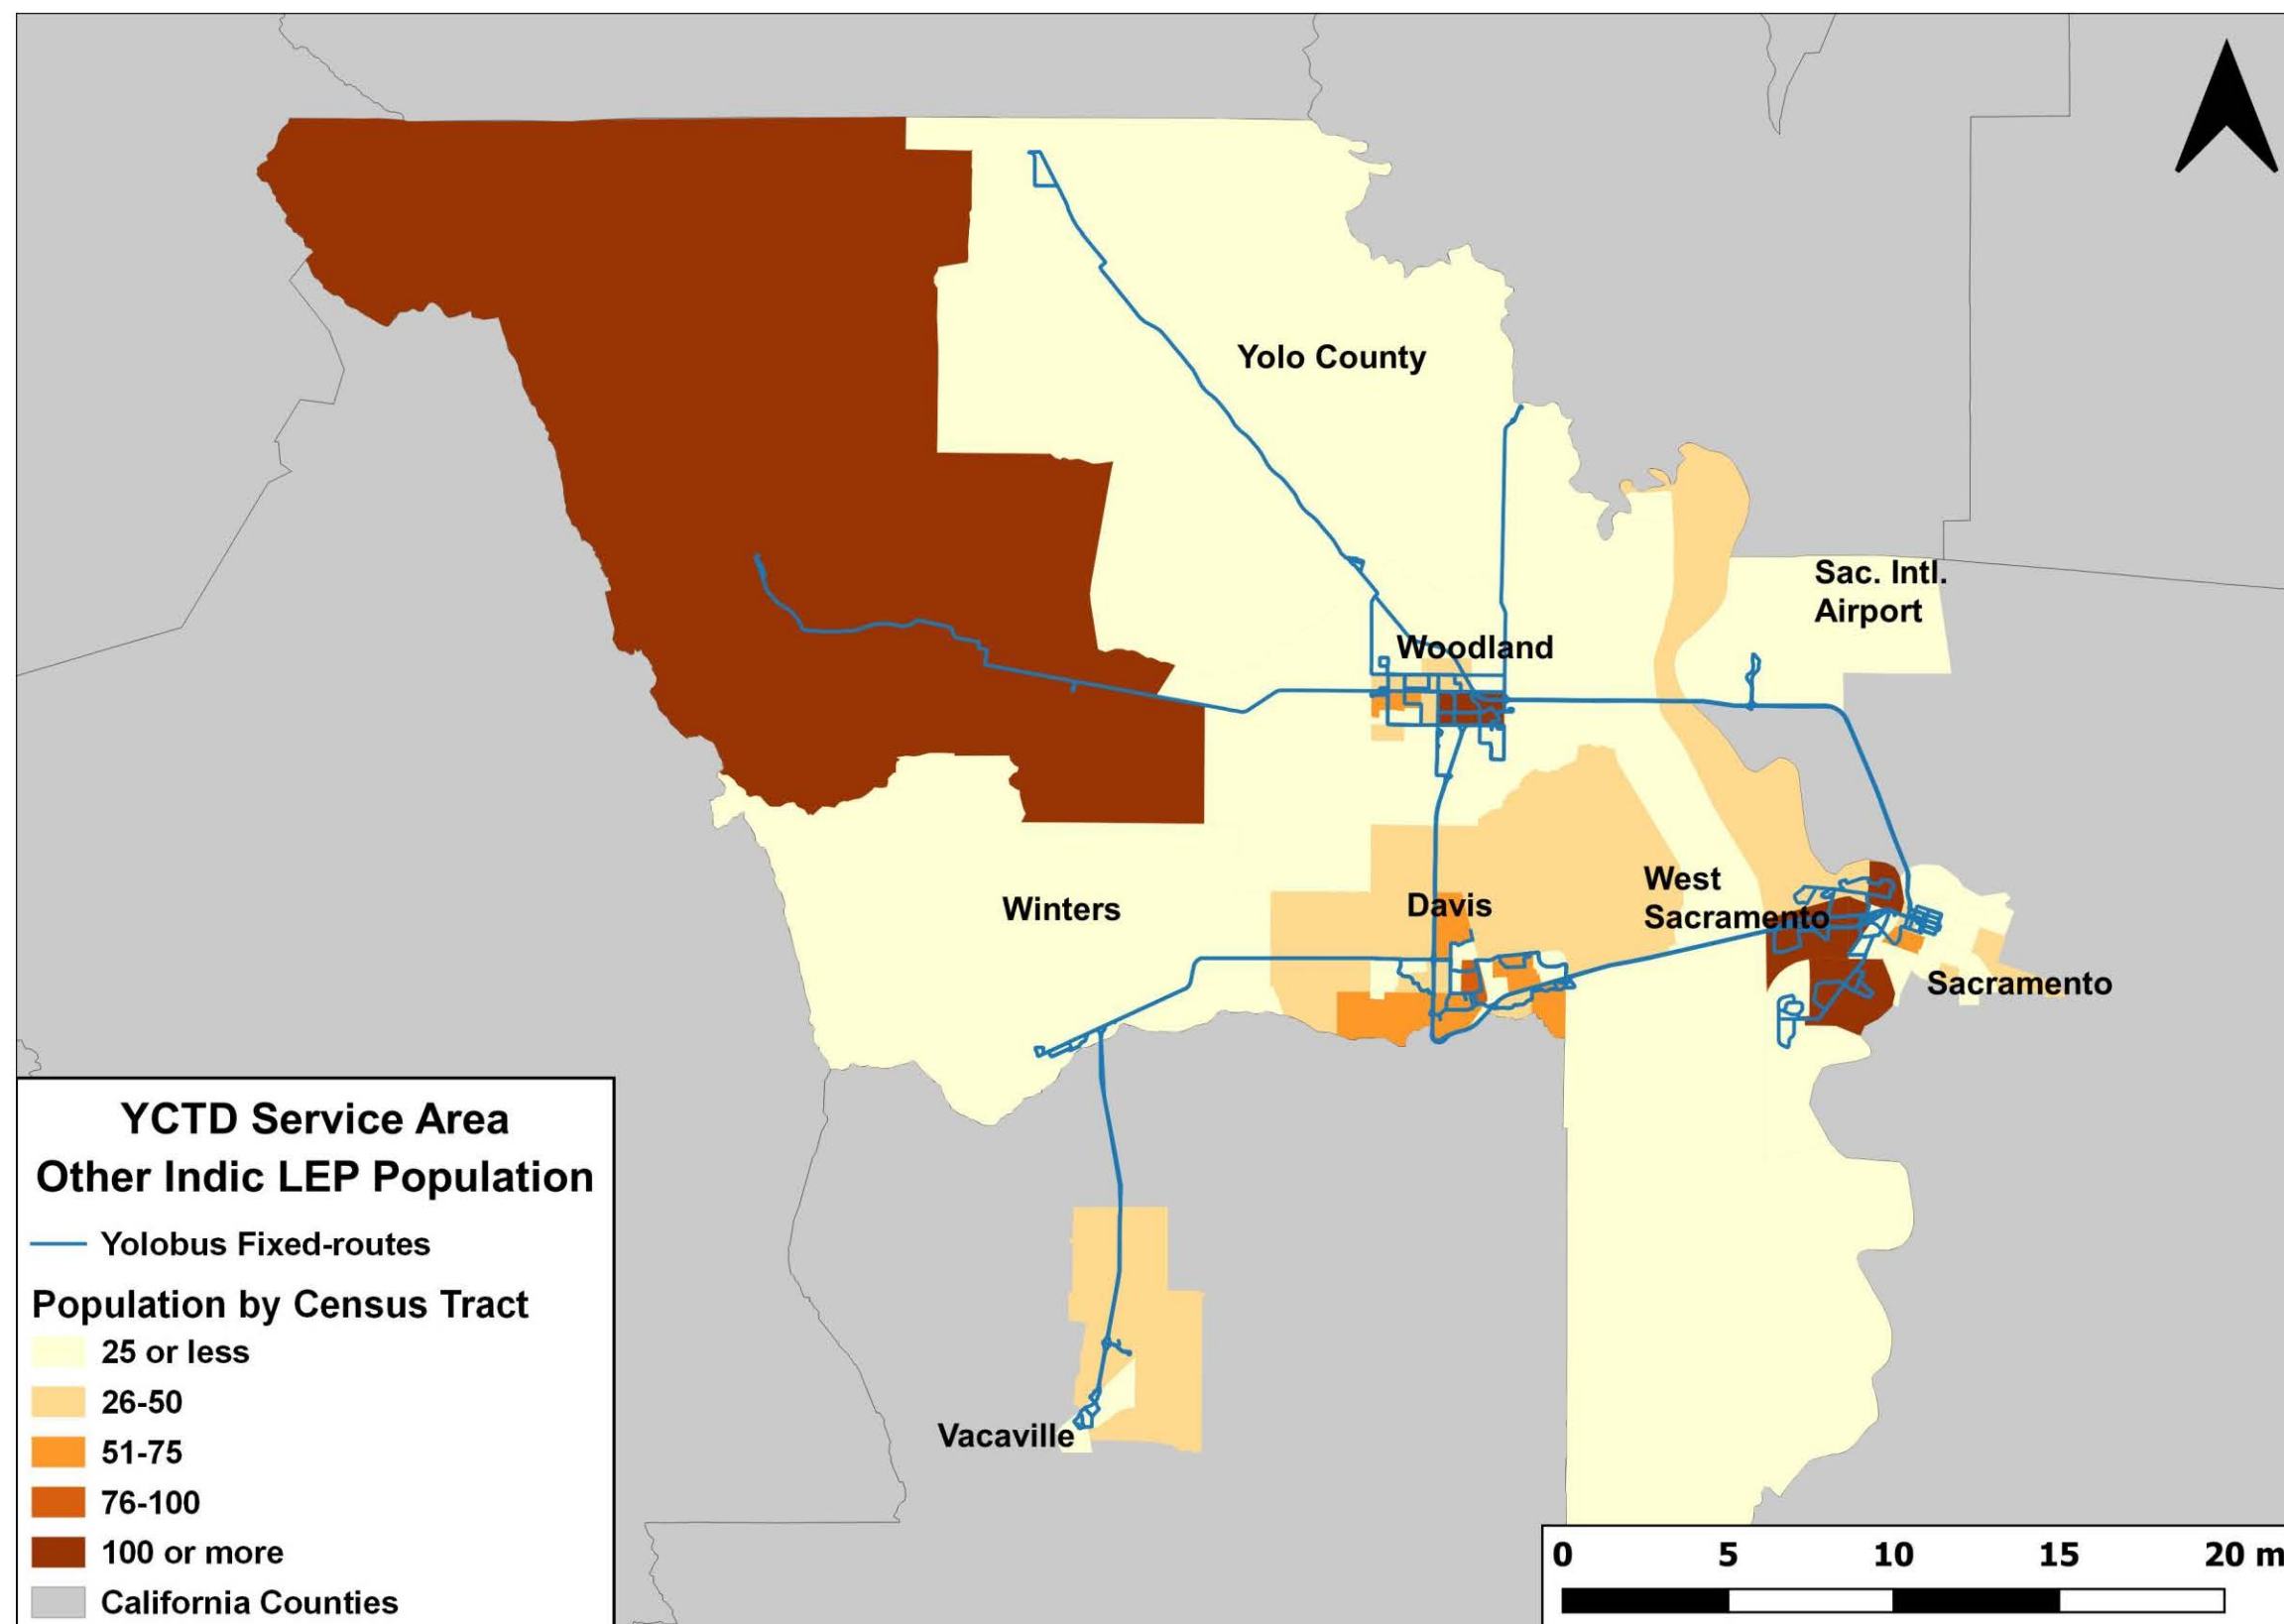 Yolo County
Sac. Intl.
Airport
Woodland
West
Sacramento
Davis
Winters
Sacramento
Vacaville
YCTD Service Area
Other Indic LEP Population
Yolobus Fixed-routes
Population by Census Tract
25 or less
26-50
51-75
76-100
100 or more
California Counties
0 5 10 15 20 m